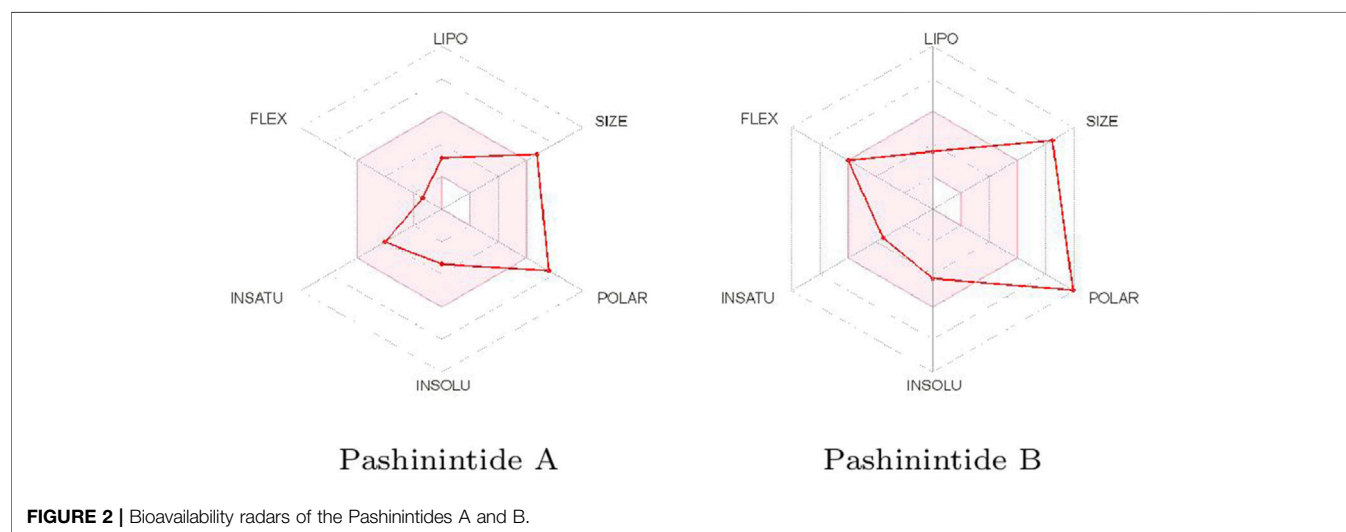 LIPO
FLEX
SIZE
INSATU
POLAR
INSOLU
LIPO
FLEX
SIZE
INSATU
POLAR
INSOLU
Pashinintide A
Pashinintide B
FIGURE 2 | Bioavailability radars of the Pashinintides A and B.